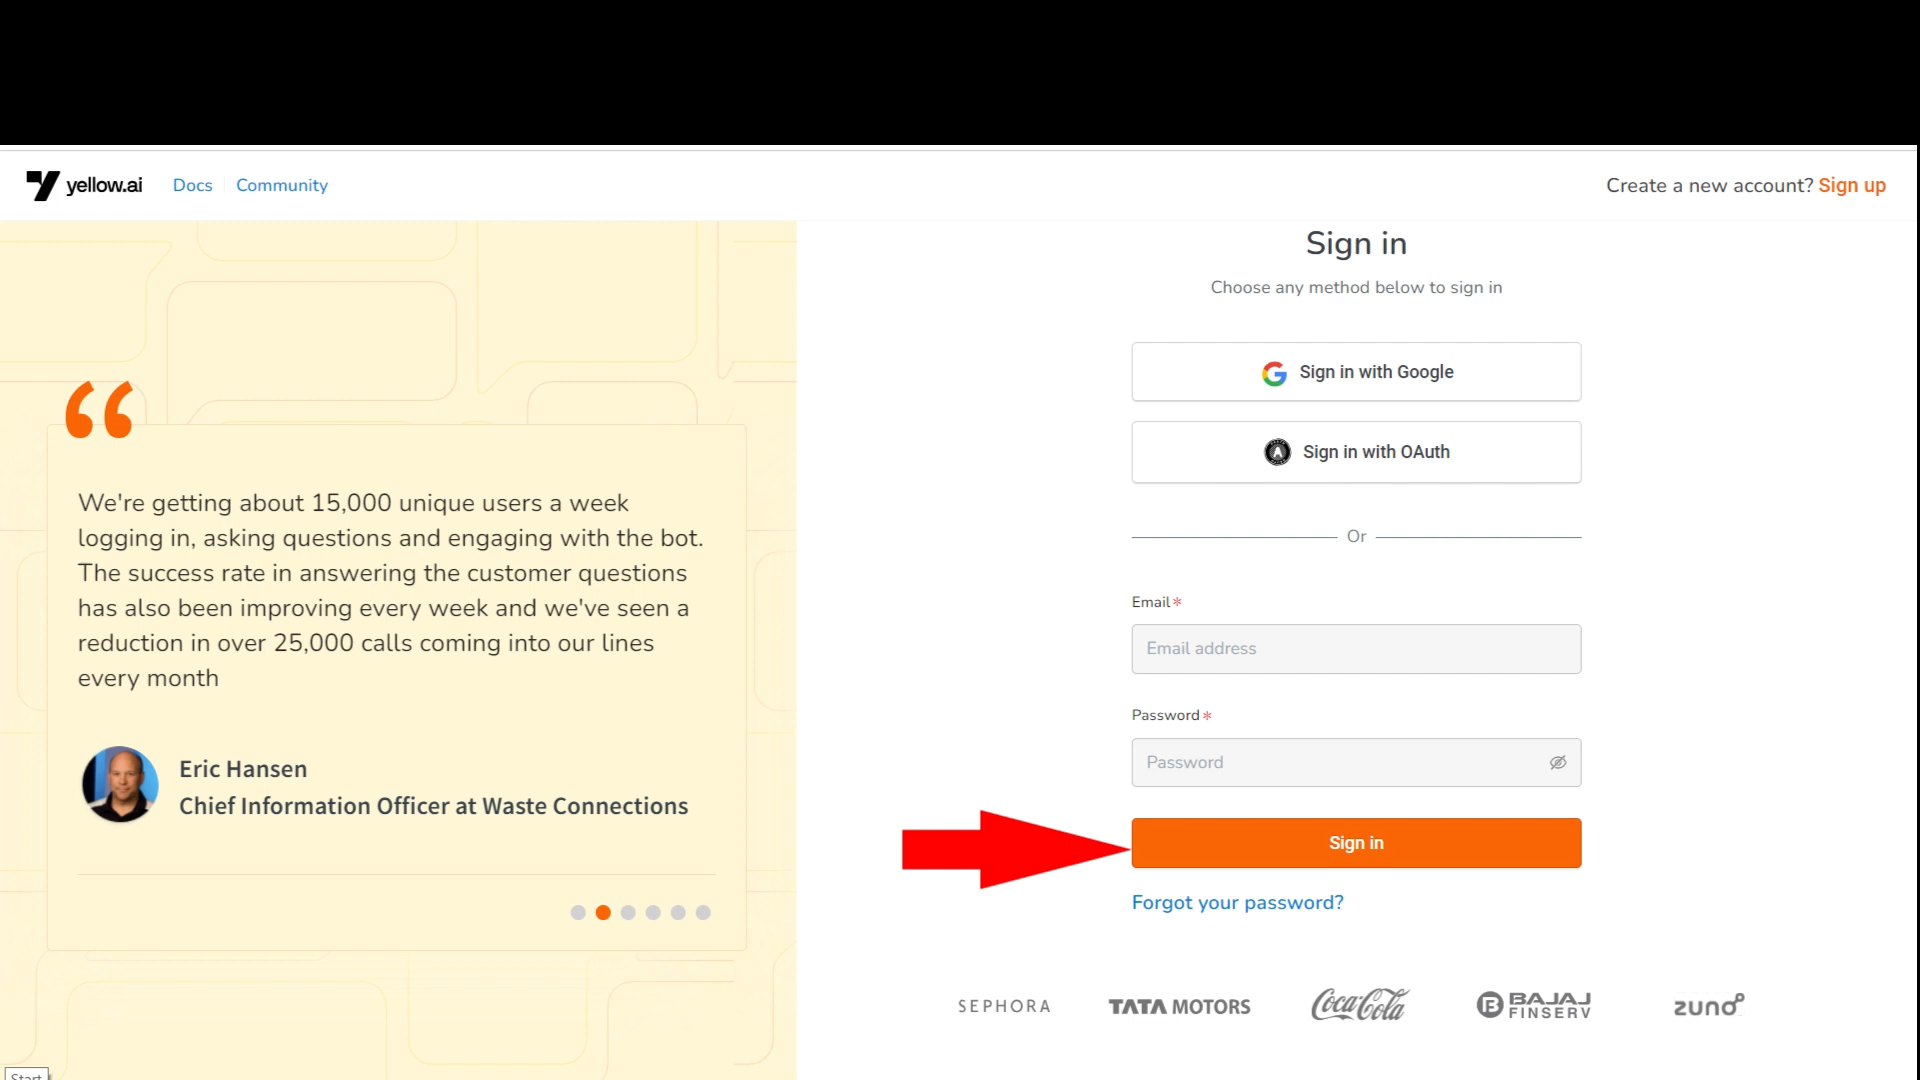 yellow.ai
Docs
Community
Create a new account? Sign up
We're getting about 15,000 unique users a week
logging in, asking questions and engaging with the bot.
The success rate in answering the customer questions
has also been improving every week and we've seen a
reduction in over 25,000 calls coming into our lines
every month
Eric Hansen
Chief Information Officer at Waste Connections
Sign in
Choose any method below to sign in
Sign in with Google
Sign in with OAuth
Or
Email*
Email address
Password*
Password
Sign in
Forgot your password?
SEPHORA
TATA MOTORS
Coca-Cola
BAJAJ
FINSERV
zuno
Start